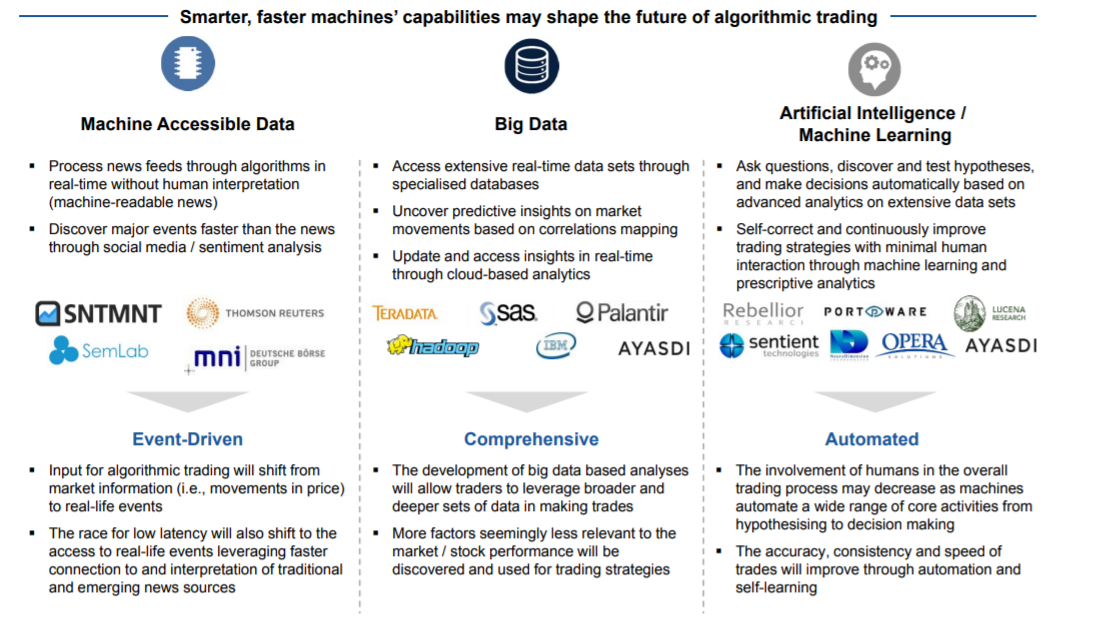 Smarter, faster machines' capabilities may shape the future of algorithmic trading
Machine Accessible Data
▪ Process news feeds through algorithms in
real-time without human interpretation
(machine-readable news)
▪ Discover major events faster than the news
through social media / sentiment analysis
SNTMNT
THOMSON REUTERS
SemLab
mni DEUTSCHE BÖRSE
GROUP
Event-Driven
▪ Input for algorithmic trading will shift from
market information (i.e., movements in price)
to real-life events
▪ The race for low latency will also shift to the
access to real-life events leveraging faster
connection to and interpretation of traditional
and emerging news sources
Big Data
▪ Access extensive real-time data sets through
specialised databases
▪ Uncover predictive insights on market
movements based on correlations mapping
▪ Update and access insights in real-time
through cloud-based analytics
TERADATA
sas
Palantir
hadoop
IBM
AYASDI
Comprehensive
▪ The development of big data based analyses
will allow traders to leverage broader and
deeper sets of data in making trades
▪ More factors seemingly less relevant to the
market / stock performance will be
discovered and used for trading strategies
Artificial Intelligence /
Machine Learning
▪ Ask questions, discover and test hypotheses,
and make decisions automatically based on
advanced analytics on extensive data sets
▪ Self-correct and continuously improve
trading strategies with minimal human
interaction through machine learning and
prescriptive analytics
Rebellior
RESEARCI
PORTWARE
LUCENA
RESEARCH
sentient
technologies
OPERA
SOLUTIONS
AYASDI
Automated
▪ The involvement of humans in the overall
trading process may decrease as machines
automate a wide range of core activities from
hypothesising to decision making
▪ The accuracy, consistency and speed of
trades will improve through automation and
self-learning